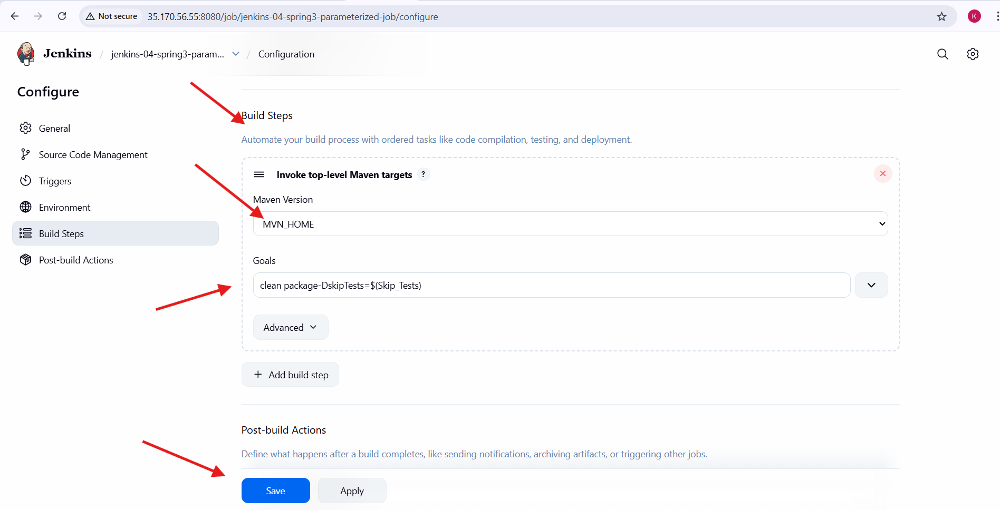 Not secure 35.170.56.55:8080/job/jenkins-04-spring3-parameterized-job/configure K
Jenkins / jenkins-04-spring3-param... / Configuration
Configure
General
Source Code Management
Triggers
Environment
Build Steps
Post-build Actions
Build Steps
Automate your build process with ordered tasks like code compilation, testing, and deployment.
Invoke top-level Maven targets ?
Maven Version
MVN_HOME
Goals
clean package-DskipTests=$(Skip_Tests)
Advanced
+ Add build step
Post-build Actions
Define what happens after a build completes, like sending notifications, archiving artifacts, or triggering other jobs.
Save Apply